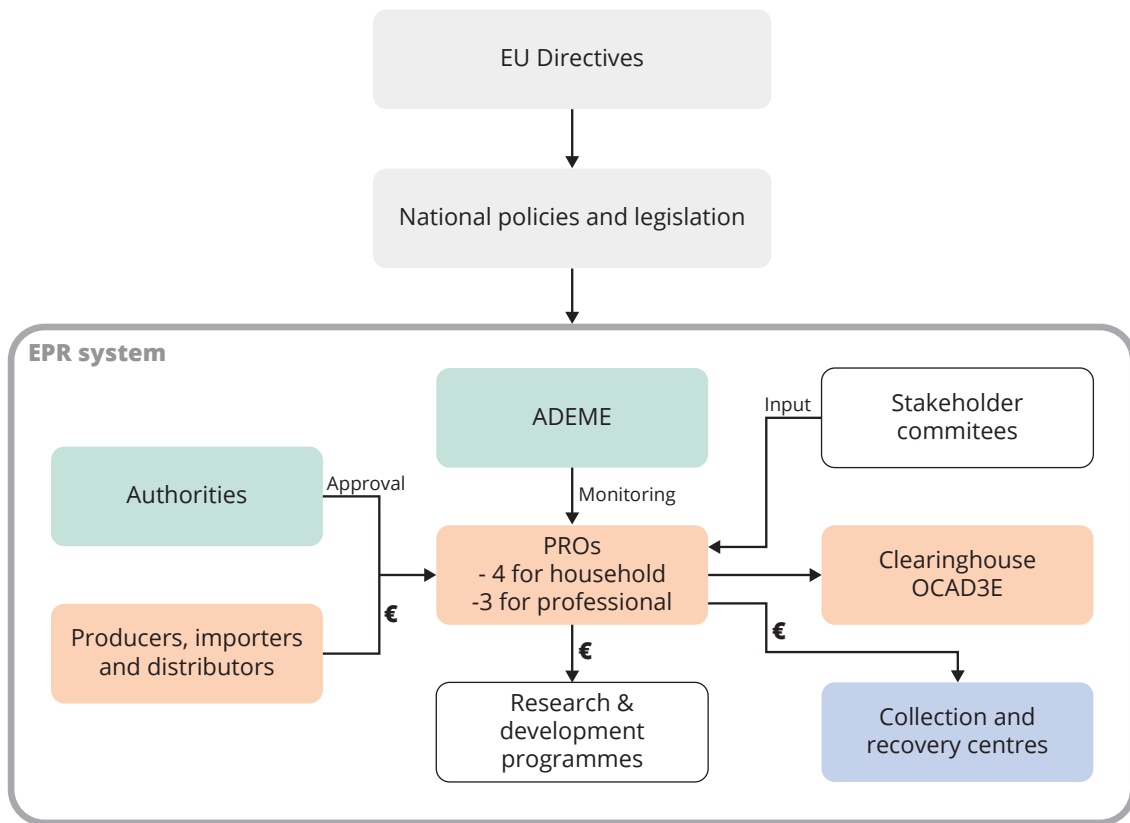 EU Directives
National policies and legislation
EPR system
ADEME
Input
Stakeholder
commitees
Authorities
Approval
Monitoring
PROs
- 4 for household
-3 for professional
Clearinghouse
OCAD3E
Producers, importers
and distributors
€
€
€
Research &
development
programmes
Collection and
recovery centres